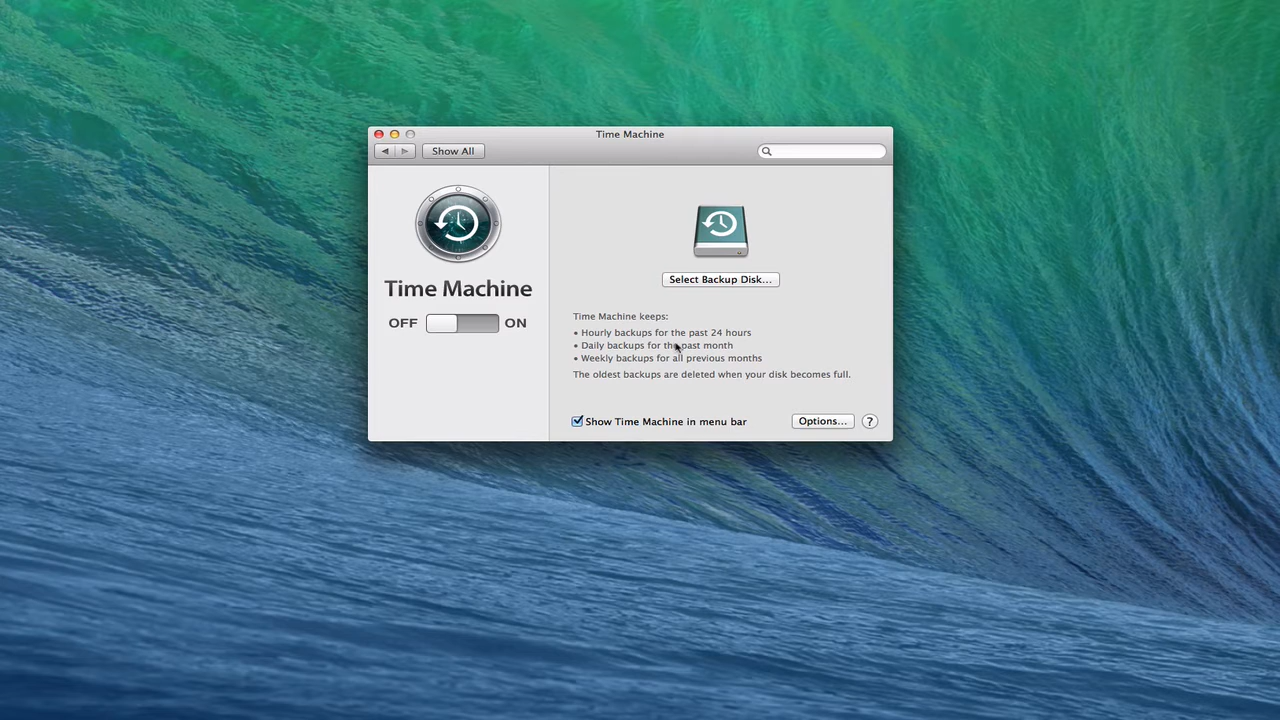 Time Machine
Show All
Time Machine
OFF ON
Select Backup Disk...
Time Machine keeps:
• Hourly backups for the past 24 hours
• Daily backups for the past month
• Weekly backups for all previous months
The oldest backups are deleted when your disk becomes full.
Show Time Machine in menu bar
Options... ?